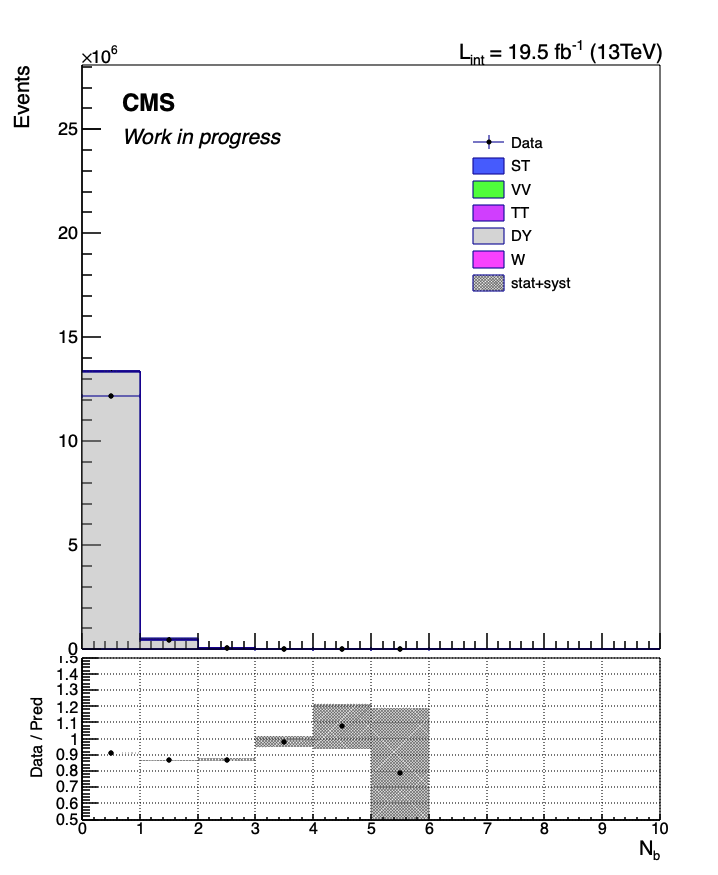 ×10⁶
L_int = 19.5 fb⁻¹ (13TeV)
Events
CMS
Work in progress
25
20
15
10
5
0
Data
ST
VV
TT
DY
W
stat+syst
Data / Pred
1.5
1.4
1.3
1.2
1.1
1
0.9
0.8
0.7
0.6
0.5
0 1 2 3 4 5 6 7 8 9 10
N_b